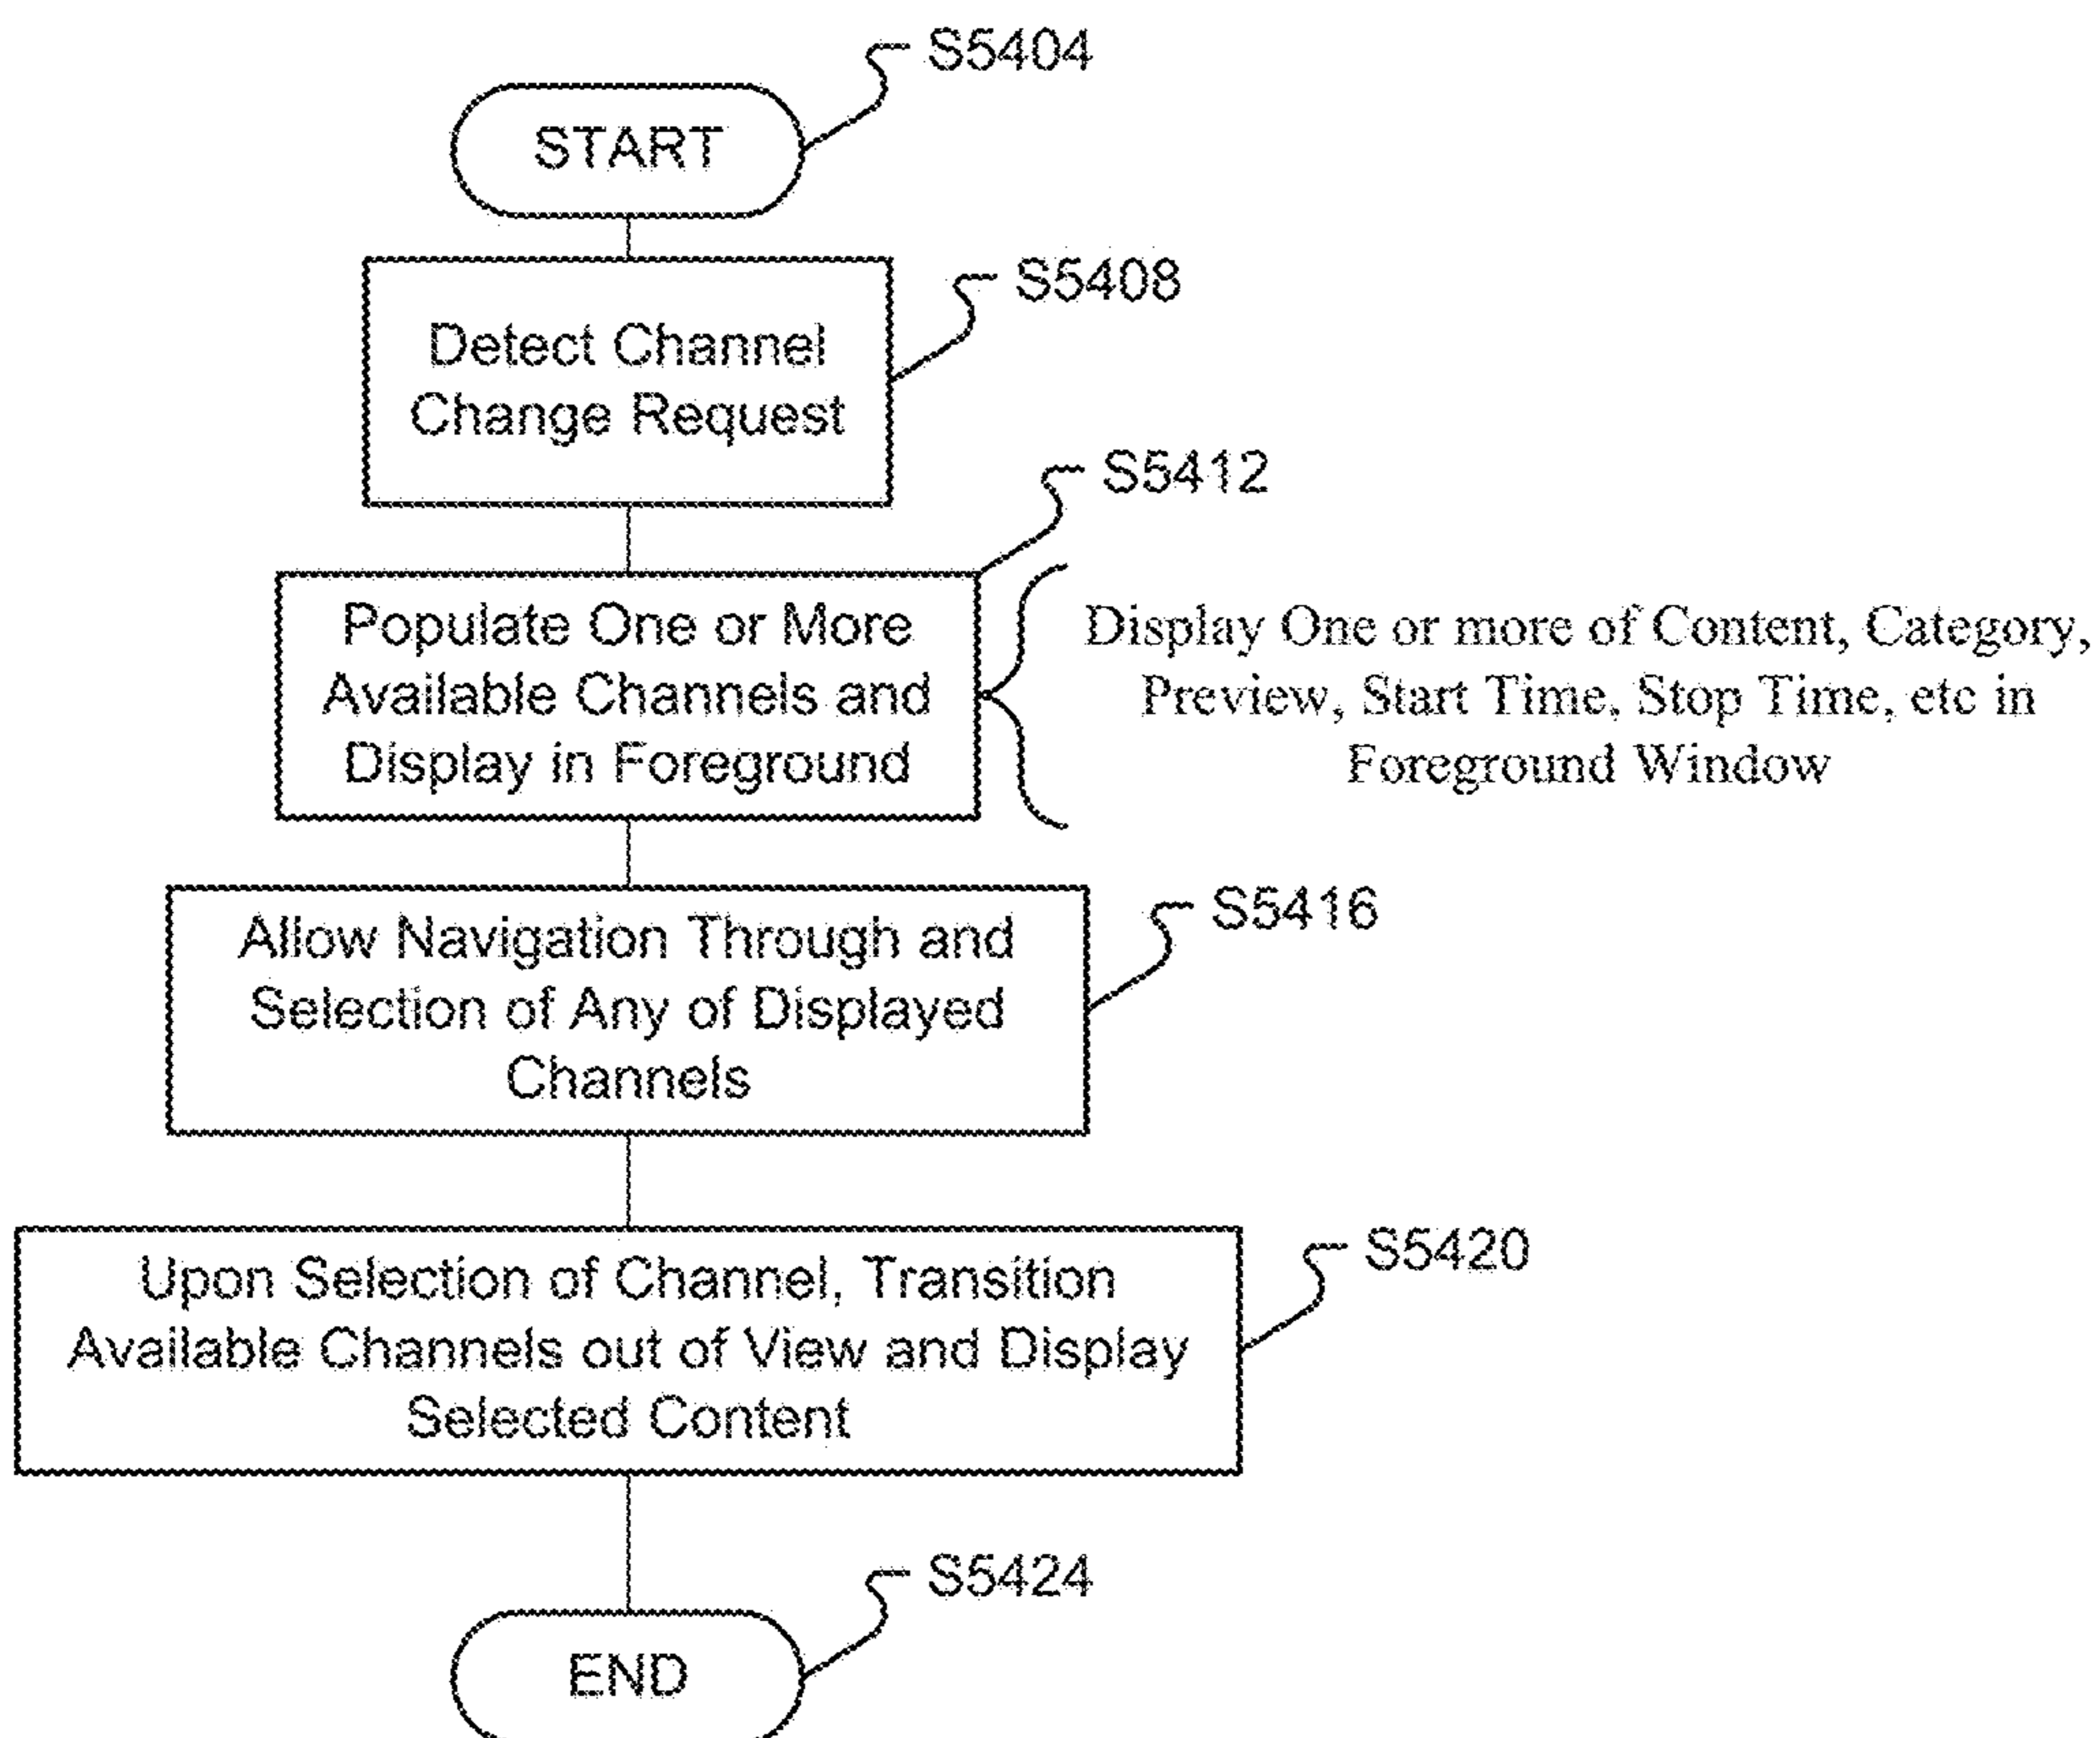 S5404
START
S5408
Detect Channel
Change Request
S5412
Populate One or More
Available Channels and
Display in Foreground
Display One or more of Content, Category,
Preview, Start Time, Stop Time, etc in
Foreground Window
S5416
Allow Navigation Through and
Selection of Any of Displayed
Channels
S5420
Upon Selection of Channel, Transition
Available Channels out of View and Display
Selected Content
S5424
END